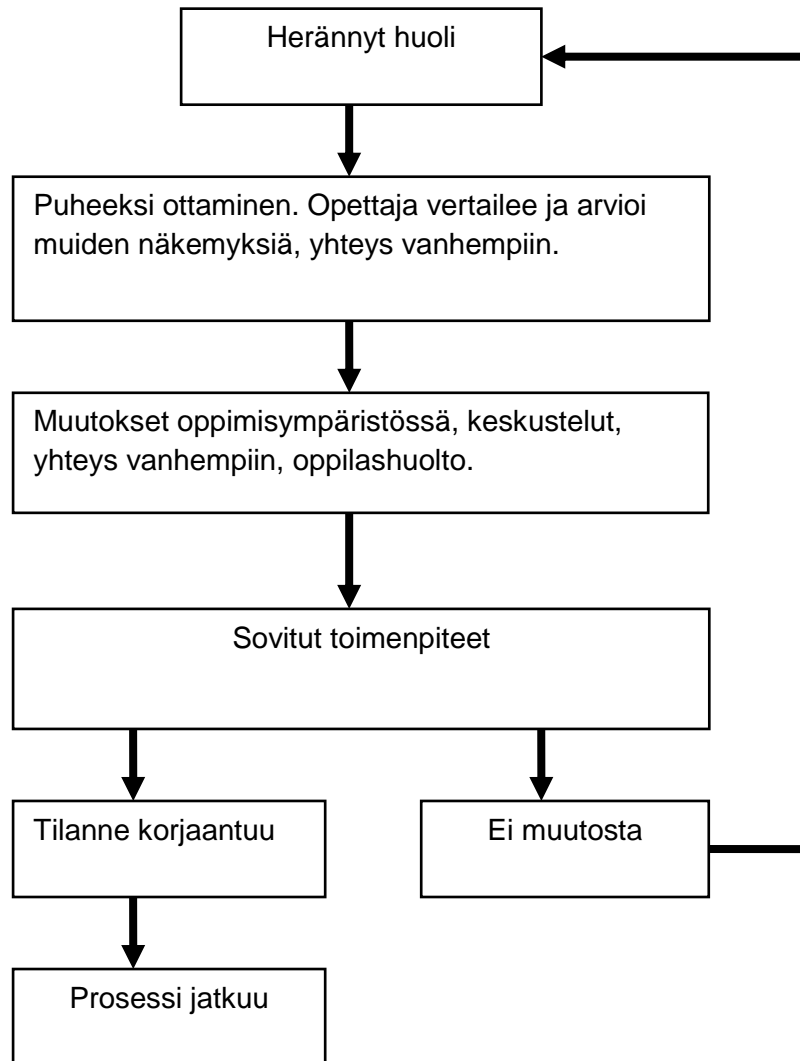 Herännyt huoli
Puheeksi ottaminen. Opettaja vertailee ja arvioi
muiden näkemyksiä, yhteys vanhempiin.
Muutokset oppimisympäristössä, keskustelut,
yhteys vanhempiin, oppilashuolto.
Sovitut toimenpiteet
Tilanne korjaantuu
Ei muutosta
Prosessi jatkuu